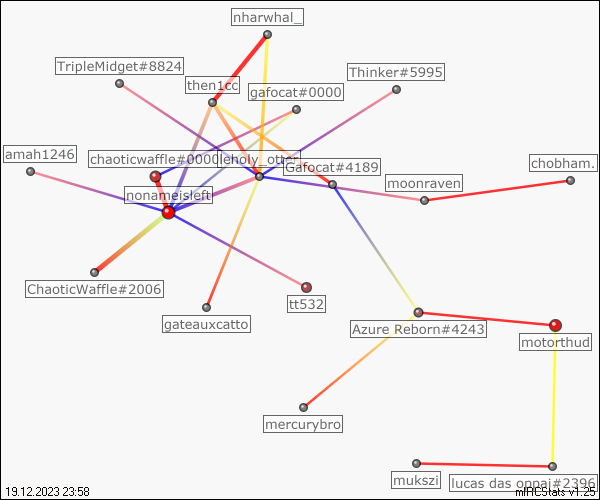 nharwhal_
TripleMidget#8824
Thinker#5995
then1cc
gafocat#0000
amah1246
chaoticwaffle#0000
leholy_otter
Gafocat#4189
chobham.
moonraven
nonameisleft
ChaoticWaffle#2006
tt532
gateauxcatto
Azure Reborn#4243
motorthud
mercurybro
mukszi
lucas das oppai#2396
19.12.2023 23:58
mIRCStats v1.25